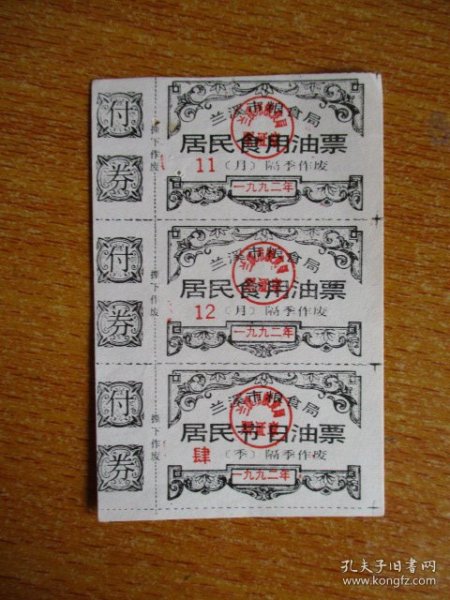 付券
撕下作废
兰溪市粮食局
居民食用油票
11（月）隔季作废
一九九二年
付券
撕下作废
兰溪市粮食局
居民食用油票
12（月）隔季作废
一九九二年
付券
撕下作废
兰溪市粮食局
居民节日油票
肆（季）隔季作废
一九九二年
孔夫子旧书网
www.kongfz.com